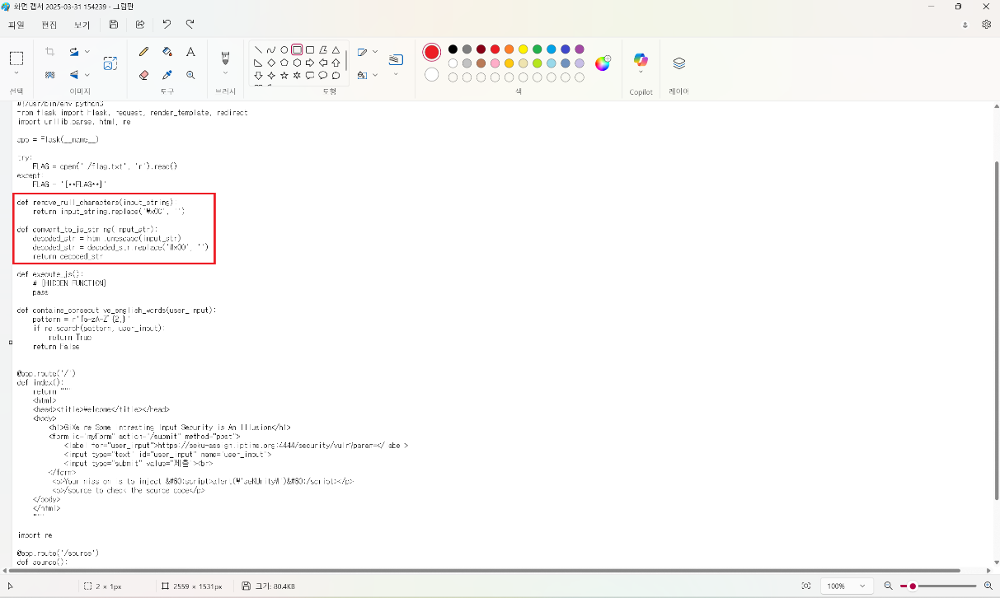 화면 캡처 2025-03-31 154239 - 그림판
파일 편집 보기
선택 이미지 도구 브러시 도형 색 Copilot 레이어
#!/usr/bin/env python3
from flask import Flask, request, render_template, redirect
import urllib.parse, html, re
app = Flask(__name__)
try:
FLAG = open('./flag.txt', 'r').read()
except:
FLAG = '[**FLAG**]'
def remove_null_characters(input_string):
return input_string.replace('\x00', '')
def convert_to_js_string(input_str):
decoded_str = html.unescape(input_str)
decoded_str = decoded_str.replace('\x00', '')
return decoded_str
def execute_js():
# [HIDDEN FUNCTION]
pass
def contains_consecutive_english_words(user_input):
pattern = r'[a-zA-Z]{2,}'
if re.search(pattern, user_input):
return True
return False
@app.route('/')
def index():
return """
<html>
<head><title>Welcome</title></head>
<body>
<h1>GiXe me Some Intresting Input Security is An Illusion</h1>
<form id="myForm" action="/submit" method="post">
<label for="user_input">https://seku-assign.iptime.org:4444/security/vuln?param=</label>
<input type="text" id="user_input" name="user_input">
<input type="submit" value="제출"><br>
</form>
<p>Your mission is to inject &#60;script>alert(\'seKUrity\')&#60;/script></p>
<p>/source to check the source code</p>
</body>
</html>
"""
import re
@app.route('/source')
def source():
2 × 1px 2559 × 1531px 크기: 80.4KB 100%